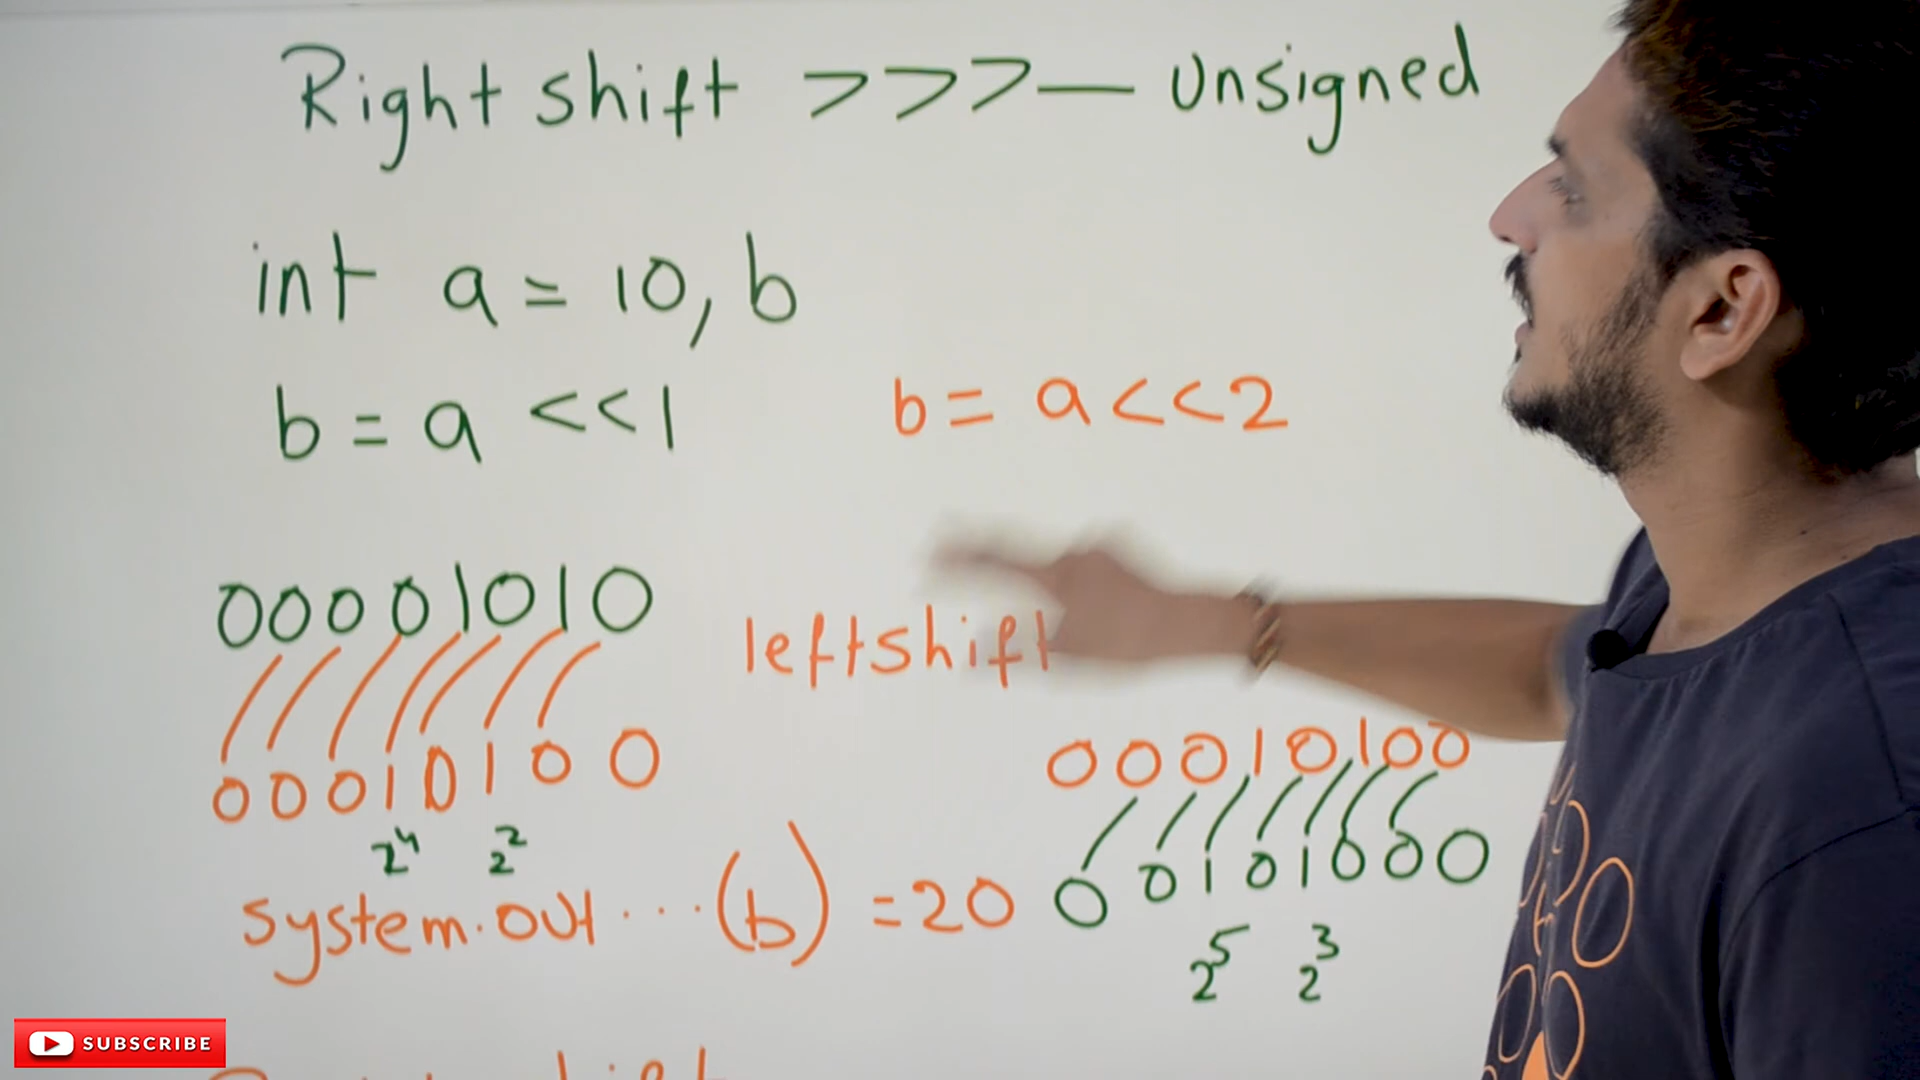 Right shift >>>— unsigned
int a = 10, b
b = a <<1
b = a<<2
00001010
leftshift
00010100
2⁴ 2²
00010100
00101000
2⁵ 2³
system.out...(b) = 20
SUBSCRIBE